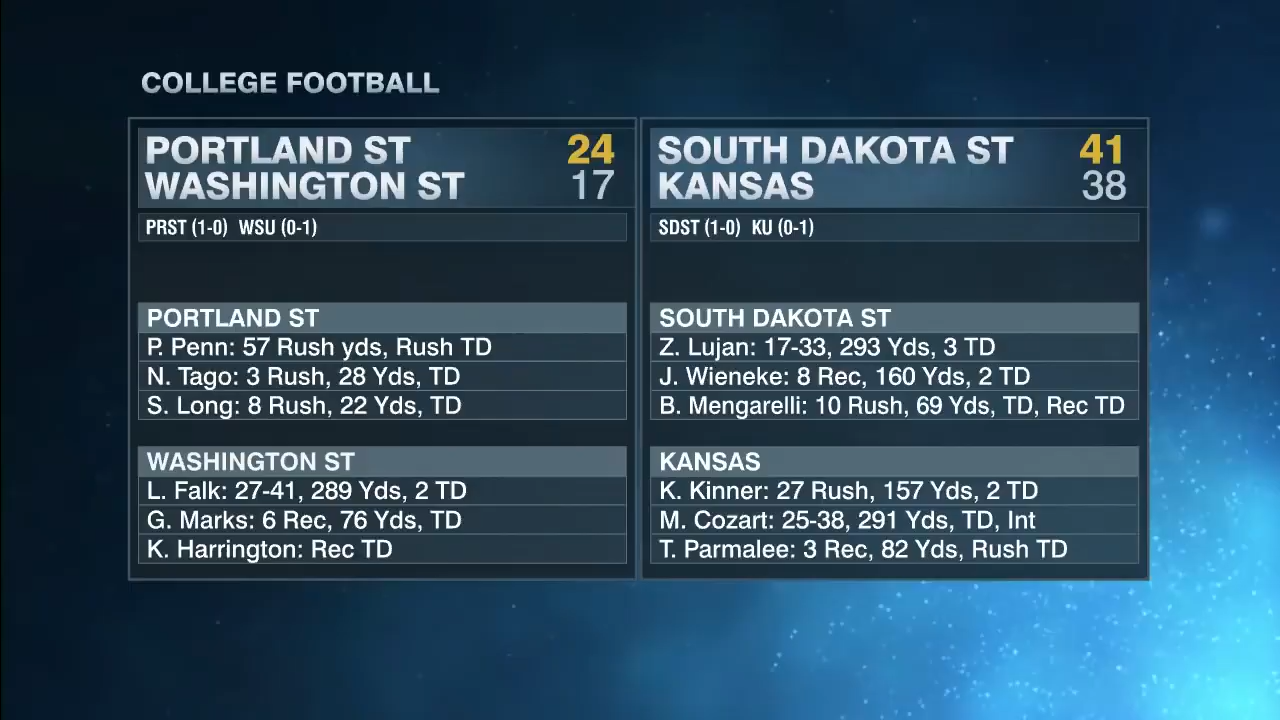 COLLEGE FOOTBALL
PORTLAND ST 24
WASHINGTON ST 17
PRST (1-0) WSU (0-1)
PORTLAND ST
P. Penn: 57 Rush yds, Rush TD
N. Tago: 3 Rush, 28 Yds, TD
S. Long: 8 Rush, 22 Yds, TD
WASHINGTON ST
L. Falk: 27-41, 289 Yds, 2 TD
G. Marks: 6 Rec, 76 Yds, TD
K. Harrington: Rec TD
SOUTH DAKOTA ST 41
KANSAS 38
SDST (1-0) KU (0-1)
SOUTH DAKOTA ST
Z. Lujan: 17-33, 293 Yds, 3 TD
J. Wieneke: 8 Rec, 160 Yds, 2 TD
B. Mengarelli: 10 Rush, 69 Yds, TD, Rec TD
KANSAS
K. Kinner: 27 Rush, 157 Yds, 2 TD
M. Cozart: 25-38, 291 Yds, TD, Int
T. Parmalee: 3 Rec, 82 Yds, Rush TD